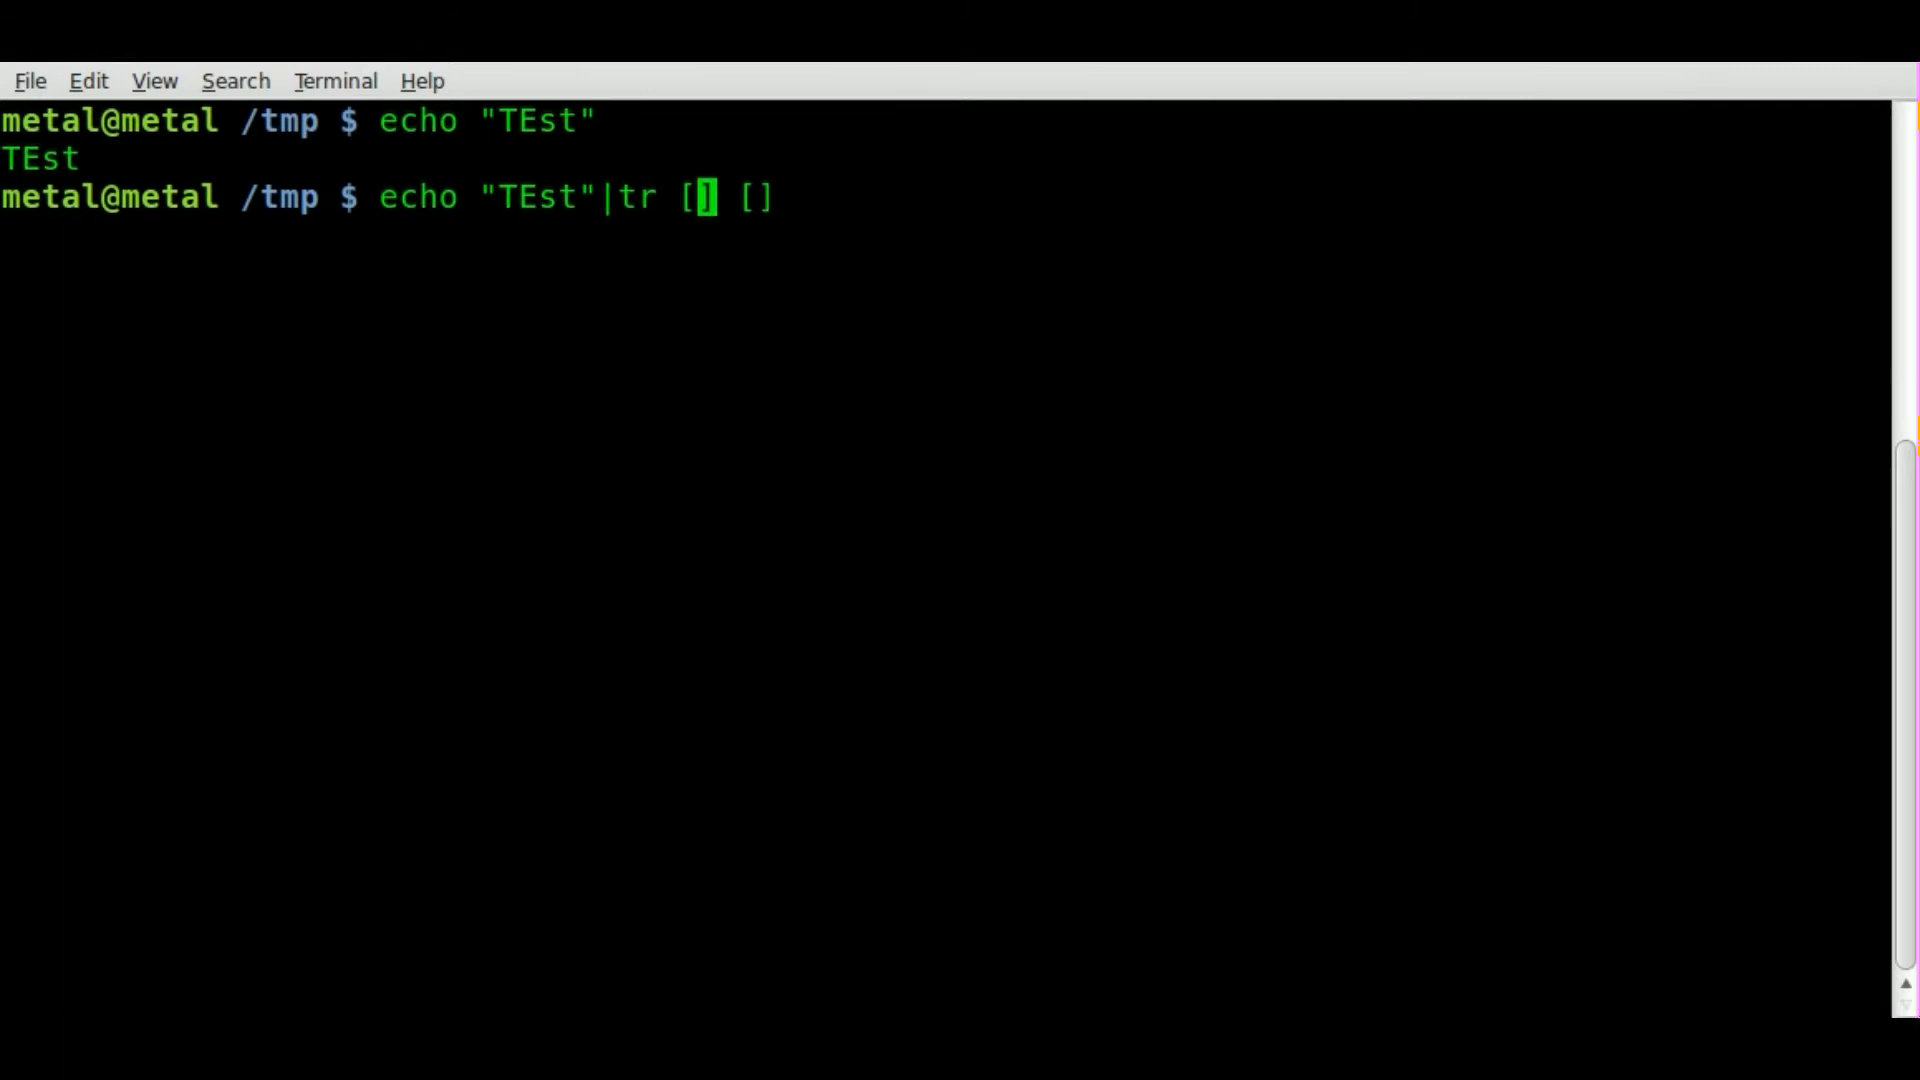 File Edit View Search Terminal Help
metal@metal /tmp $ echo "TEst"
TEst
metal@metal /tmp $ echo "TEst"|tr [] []